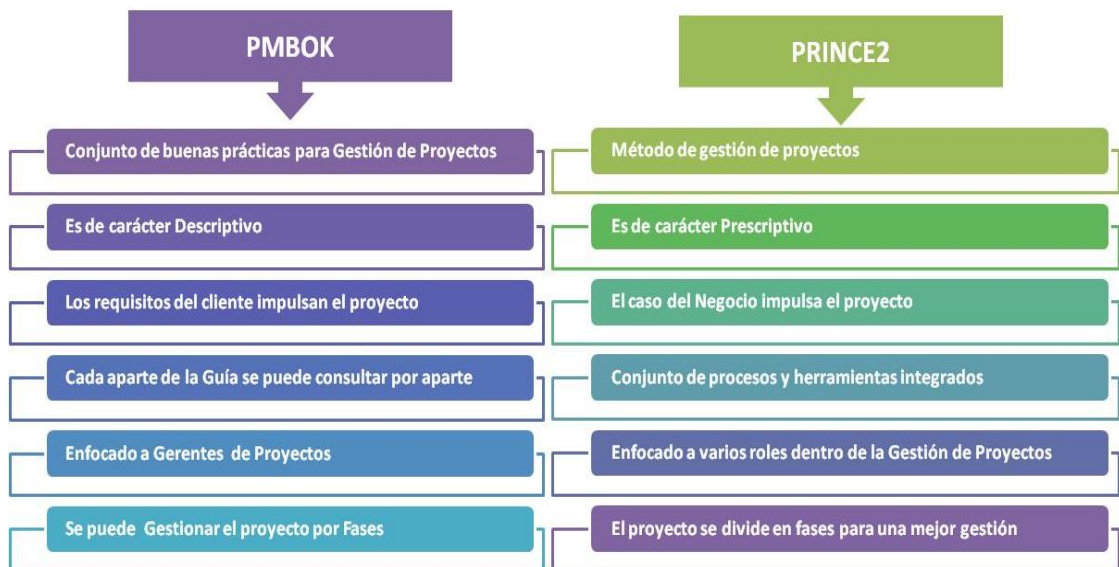 PMBOK
Conjunto de buenas prácticas para Gestión de Proyectos
Es de carácter Descriptivo
Los requisitos del cliente impulsan el proyecto
Cada aparte de la Guía se puede consultar por aparte
Enfocado a Gerentes de Proyectos
Se puede Gestionar el proyecto por Fases
PRINCE2
Método de gestión de proyectos
Es de carácter Prescriptivo
El caso del Negocio impulsa el proyecto
Conjunto de procesos y herramientas integrados
Enfocado a varios roles dentro de la Gestión de Proyectos
El proyecto se divide en fases para una mejor gestión